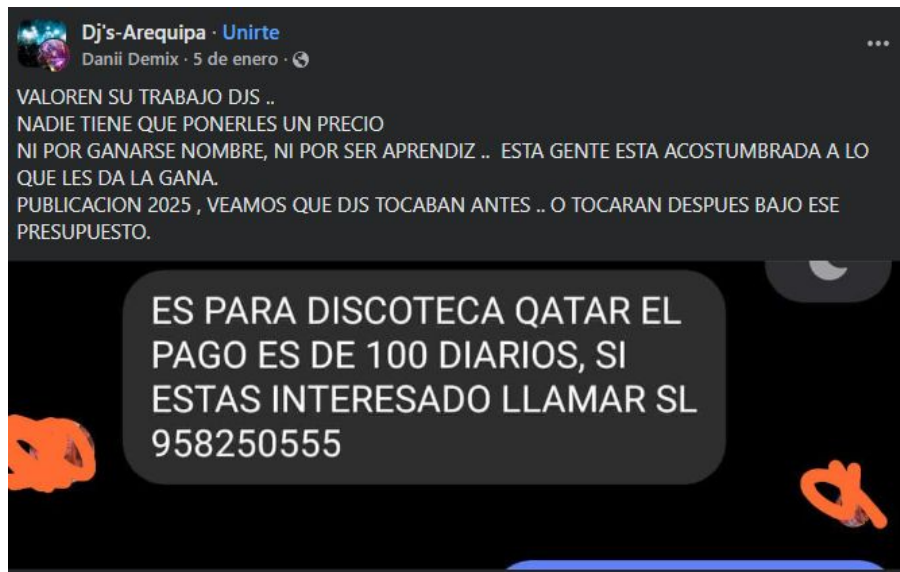 Dj's-Arequipa · Unirte
Danii Demix · 5 de enero ·
VALOREN SU TRABAJO DJS ..
NADIE TIENE QUE PONERLES UN PRECIO
NI POR GANARSE NOMBRE, NI POR SER APRENDIZ .. ESTA GENTE ESTA ACOSTUMBRADA A LO
QUE LES DA LA GANA.
PUBLICACION 2025 , VEAMOS QUE DJS TOCABAN ANTES .. O TOCARAN DESPUES BAJO ESE
PRESUPUESTO.
ES PARA DISCOTECA QATAR EL
PAGO ES DE 100 DIARIOS, SI
ESTAS INTERESADO LLAMAR SL
958250555